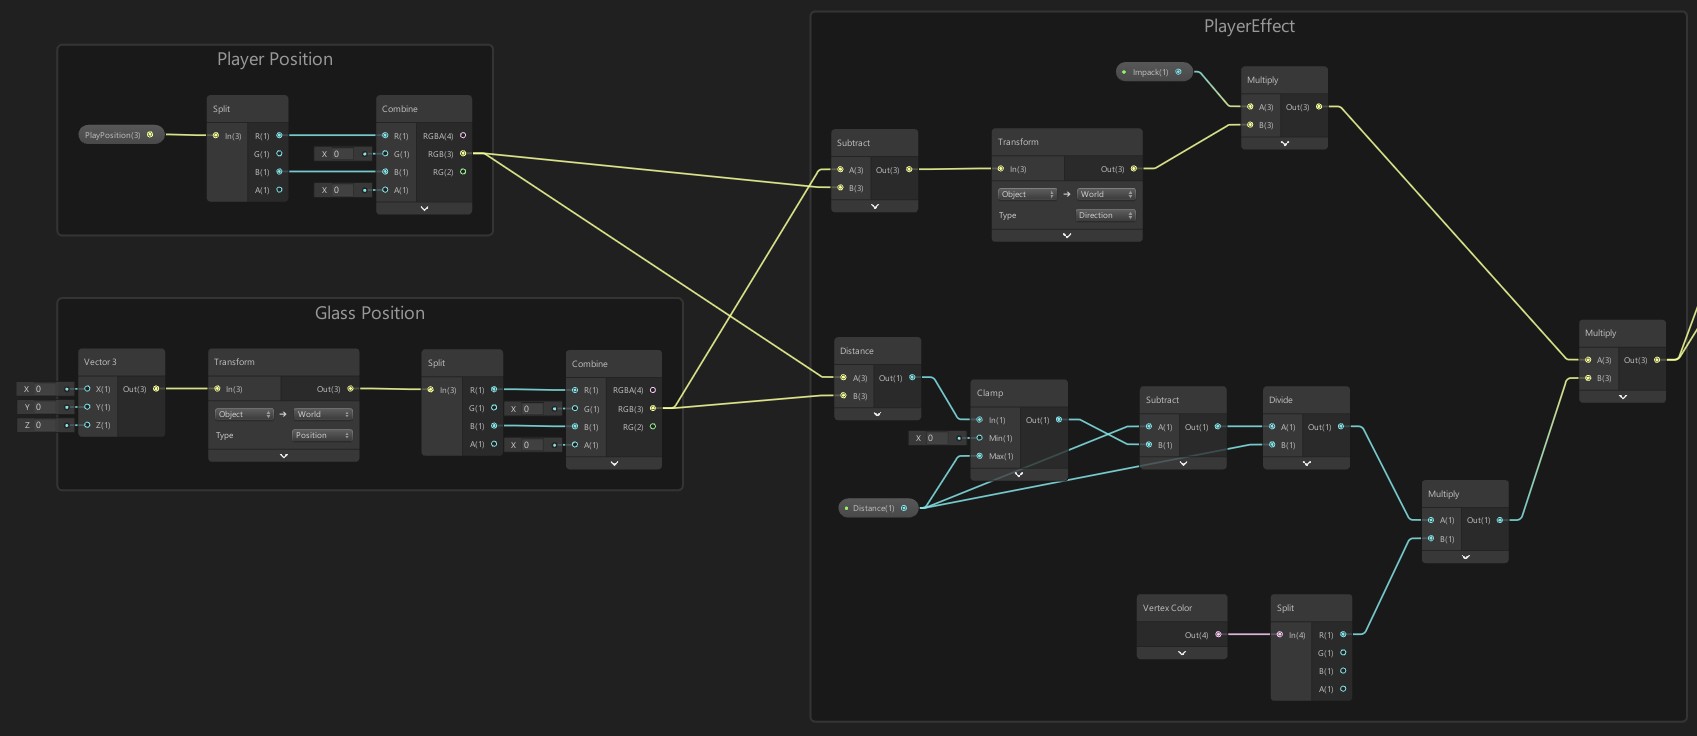 PlayerEffect
Player Position
PlayPosition(3)
Split
In(3) R(1)
G(1)
B(1)
A(1)
Combine
R(1) RGBA(4)
X 0 G(1) RGB(3)
B(1) RG(2)
X 0 A(1)
Glass Position
Vector 3
X 0 X(1) Out(3)
Y 0 Y(1)
Z 0 Z(1)
Transform
In(3) Out(3)
Object World
Type Position
Split
In(3) R(1)
G(1)
B(1)
A(1)
Combine
R(1) RGBA(4)
X 0 G(1) RGB(3)
B(1) RG(2)
X 0 A(1)
Impack(1)
Multiply
A(3) Out(3)
B(3)
Subtract
A(3) Out(3)
B(3)
Transform
In(3) Out(3)
Object World
Type Direction
Distance
A(3) Out(1)
B(3)
Clamp
In(1) Out(1)
X 0 Min(1)
Max(1)
Distance(1)
Subtract
A(1) Out(1)
B(1)
Divide
A(1) Out(1)
B(1)
Multiply
A(1) Out(1)
B(1)
Multiply
A(3) Out(3)
B(3)
Vertex Color
Out(4)
Split
In(4) R(1)
G(1)
B(1)
A(1)